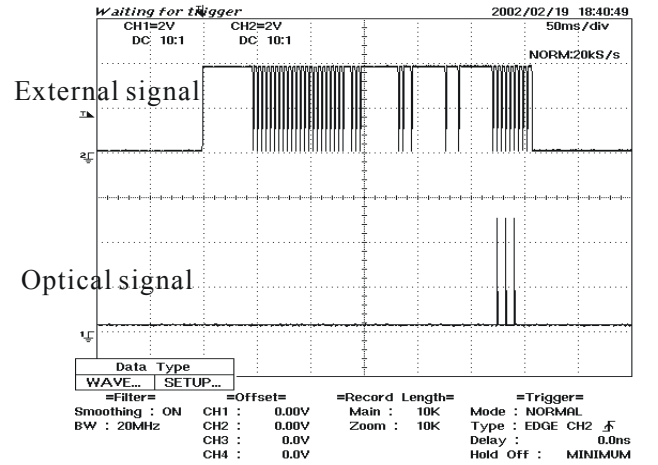 Waiting for trigger 2002/02/19 18:40:49
CH1=2V CH2=2V 50ms/div
DC 10:1 DC 10:1
NORM:20kS/s
External signal
T
2
Optical signal
1
Data Type
WAVE... SETUP...
=Filter= =Offset= =Record Length= =Trigger=
Smoothing : ON CH1 : 0.00V Main : 10K Mode : NORMAL
BW : 20MHz CH2 : 0.00V Zoom : 10K Type : EDGE CH2
CH3 : 0.0V Delay : 0.0ns
CH4 : 0.0V Hold Off : MINIMUM